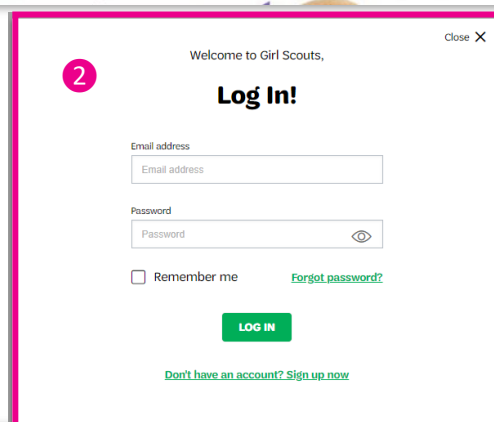 Close X
2
Welcome to Girl Scouts,
Log In!
Email address
Email address
Password
Password
Remember me Forgot password?
LOG IN
Don't have an account? Sign up now